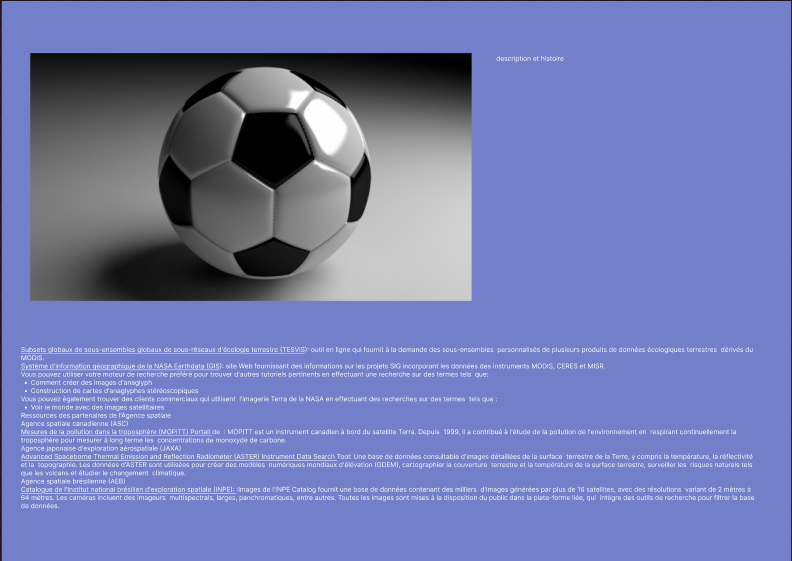 description et histoire
Subsets globaux de sous-ensembles globaux de sous-réseaux d'écologie terrestre (TESVIS): outil en ligne qui fournit à la demande des sous-ensembles personnalisés de plusieurs produits de données écologiques terrestres dérivés du
MODIS.
Système d'information géographique de la NASA Earthdata (GIS): site Web fournissant des informations sur les projets SIG incorporant les données des instruments MODIS, CERES et MISR.
Vous pouvez utiliser votre moteur de recherche préféré pour trouver d'autres tutoriels pertinents en effectuant une recherche sur des termes tels que:
• Comment créer des images d'anaglyph
• Construction de cartes d'anaglyphes stéréoscopiques
Vous pouvez également trouver des clients commerciaux qui utilisent l'imagerie Terra de la NASA en effectuant des recherches sur des termes tels que :
• Voir le monde avec des images satellitaires
Ressources des partenaires de l'Agence spatiale
Agence spatiale canadienne (ASC)
Mesures de la pollution dans la troposphère (MOPITT) Portail de : MOPITT est un instrument canadien à bord du satellite Terra. Depuis 1999, il a contribué à l'étude de la pollution de l'environnement en respirant continuellement la
troposphère pour mesurer à long terme les concentrations de monoxyde de carbone.
Agence japonaise d'exploration aérospatiale (JAXA)
Advanced Spaceborne Thermal Emission and Reflection Radiometer (ASTER) Instrument Data Search Tool: Une base de données consultable d'images détaillées de la surface terrestre de la Terre, y compris la température, la réflectivité
et la topographie. Les données d'ASTER sont utilisées pour créer des modèles numériques mondiaux d'élévation (GDEM), cartographier la couverture terrestre et la température de la surface terrestre, surveiller les risques naturels tels
que les volcans et étudier le changement climatique.
Agence spatiale brésilienne (AEB)
Catalogue de l'Institut national brésilien d'exploration spatiale (INPE): IImages de l'INPE Catalog fournit une base de données contenant des milliers d'images générées par plus de 16 satellites, avec des résolutions variant de 2 mètres à
64 mètres. Les caméras incluent des imageurs multispectrals, larges, panchromatiques, entre autres. Toutes les images sont mises à la disposition du public dans la plate-forme liée, qui intègre des outils de recherche pour filtrer la base
de données.